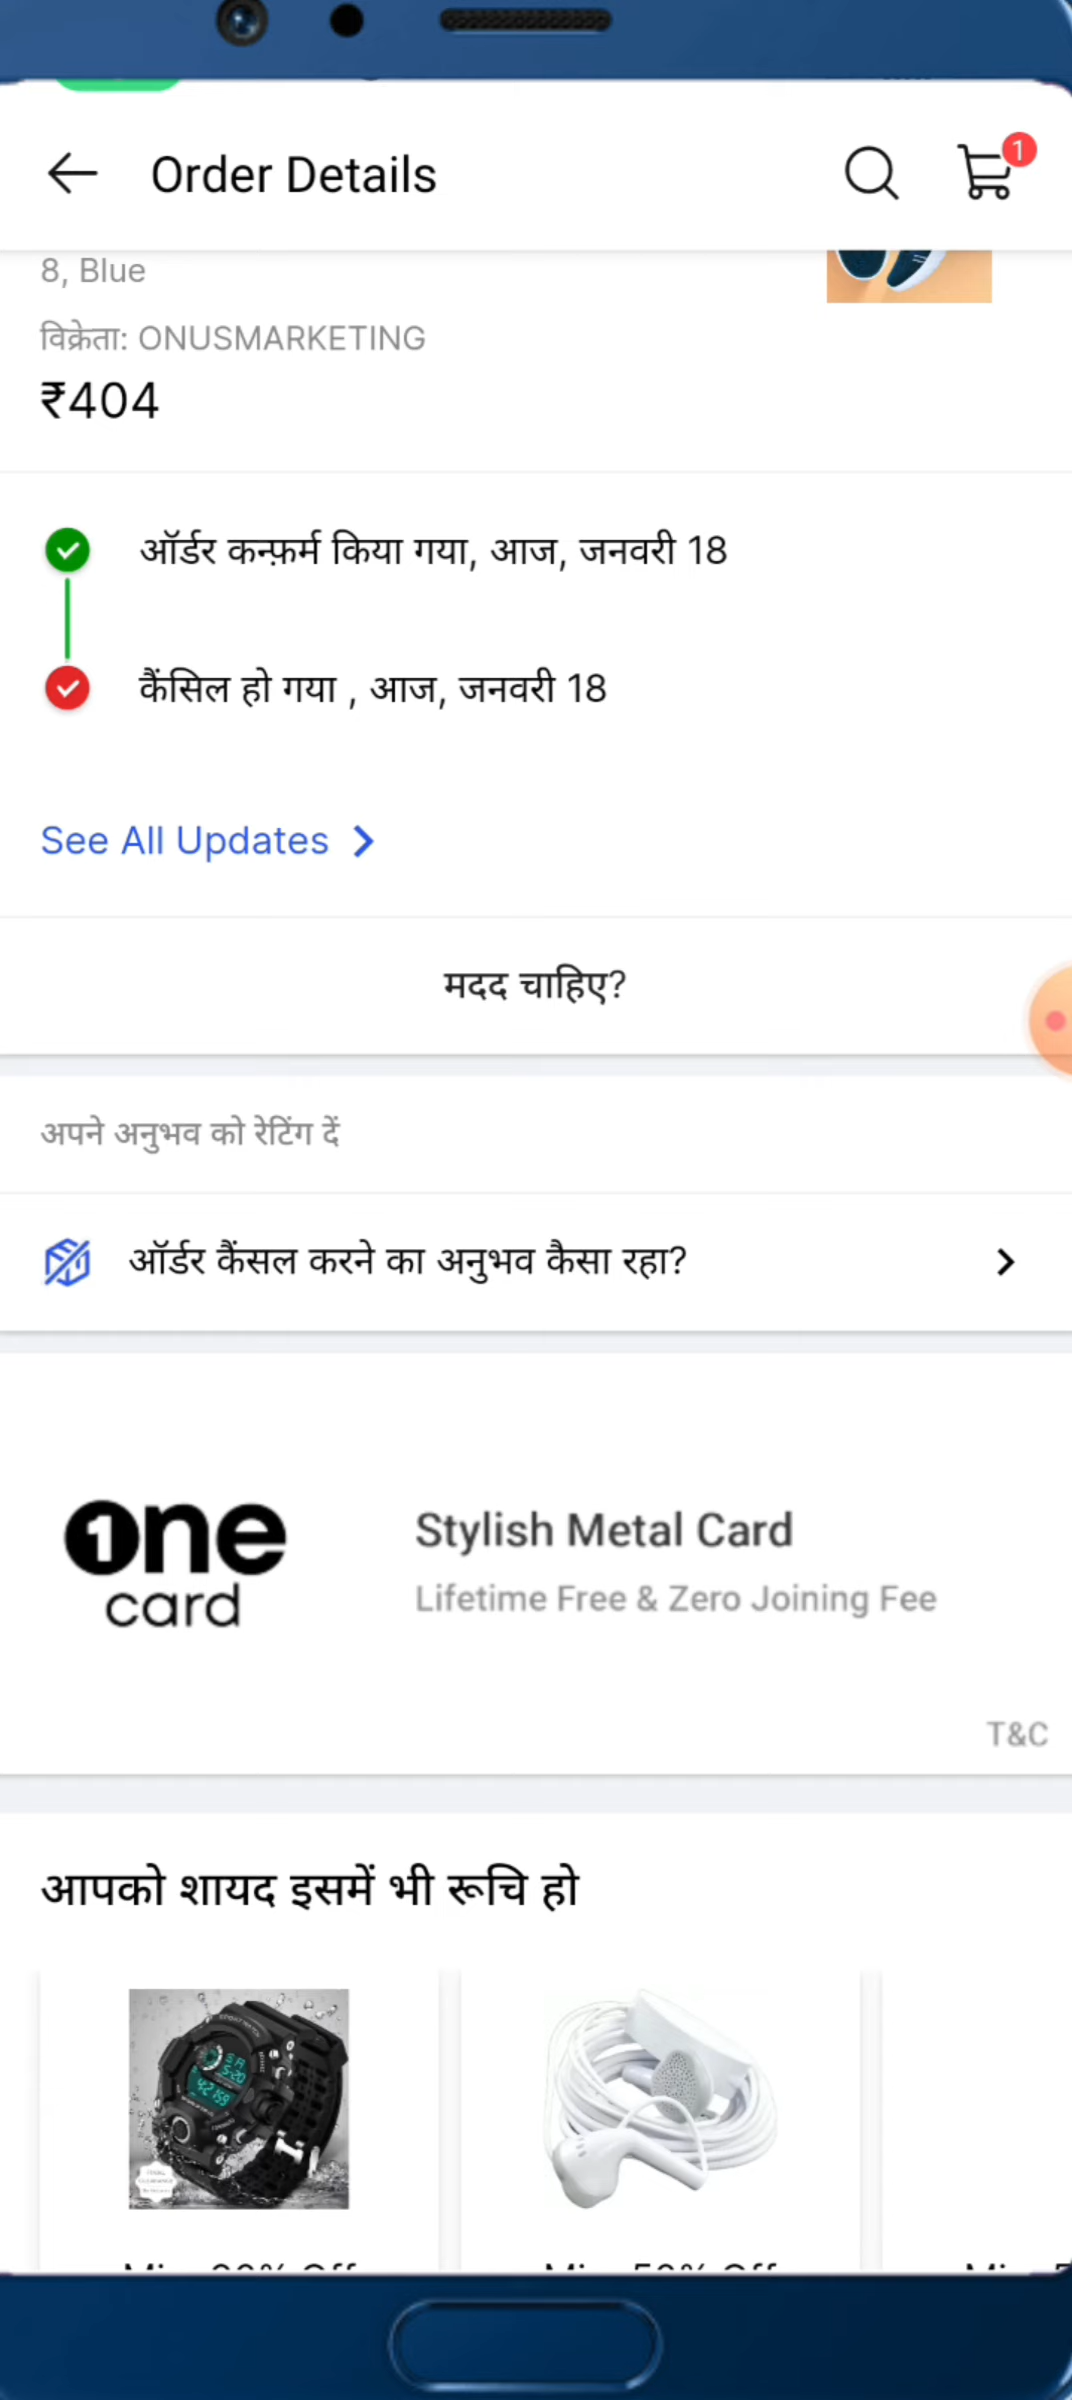 Order Details
1
8, Blue
विक्रेता: ONUSMARKETING
₹404
ऑर्डर कन्फ़र्म किया गया, आज, जनवरी 18
कैंसिल हो गया , आज, जनवरी 18
See All Updates
मदद चाहिए?
अपने अनुभव को रेटिंग दें
ऑर्डर कैंसल करने का अनुभव कैसा रहा?
One
card
Stylish Metal Card
Lifetime Free & Zero Joining Fee
T&C
आपको शायद इसमें भी रूचि हो